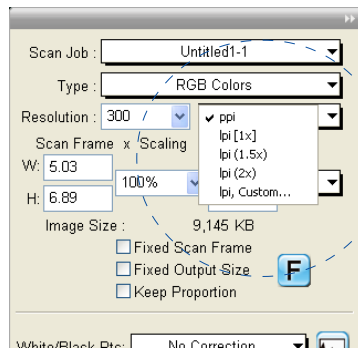 Scan Job : Untitled1-1
Type : RGB Colors
Resolution : 300 ✓ ppi
lpi [1x]
lpi (1.5x)
lpi (2x)
lpi, Custom...
Scan Frame x Scaling
W: 5.03
100%
H: 6.89
Image Size : 9,145 KB
Fixed Scan Frame
Fixed Output Size
F
Keep Proportion
White/Black Pts: No Correction